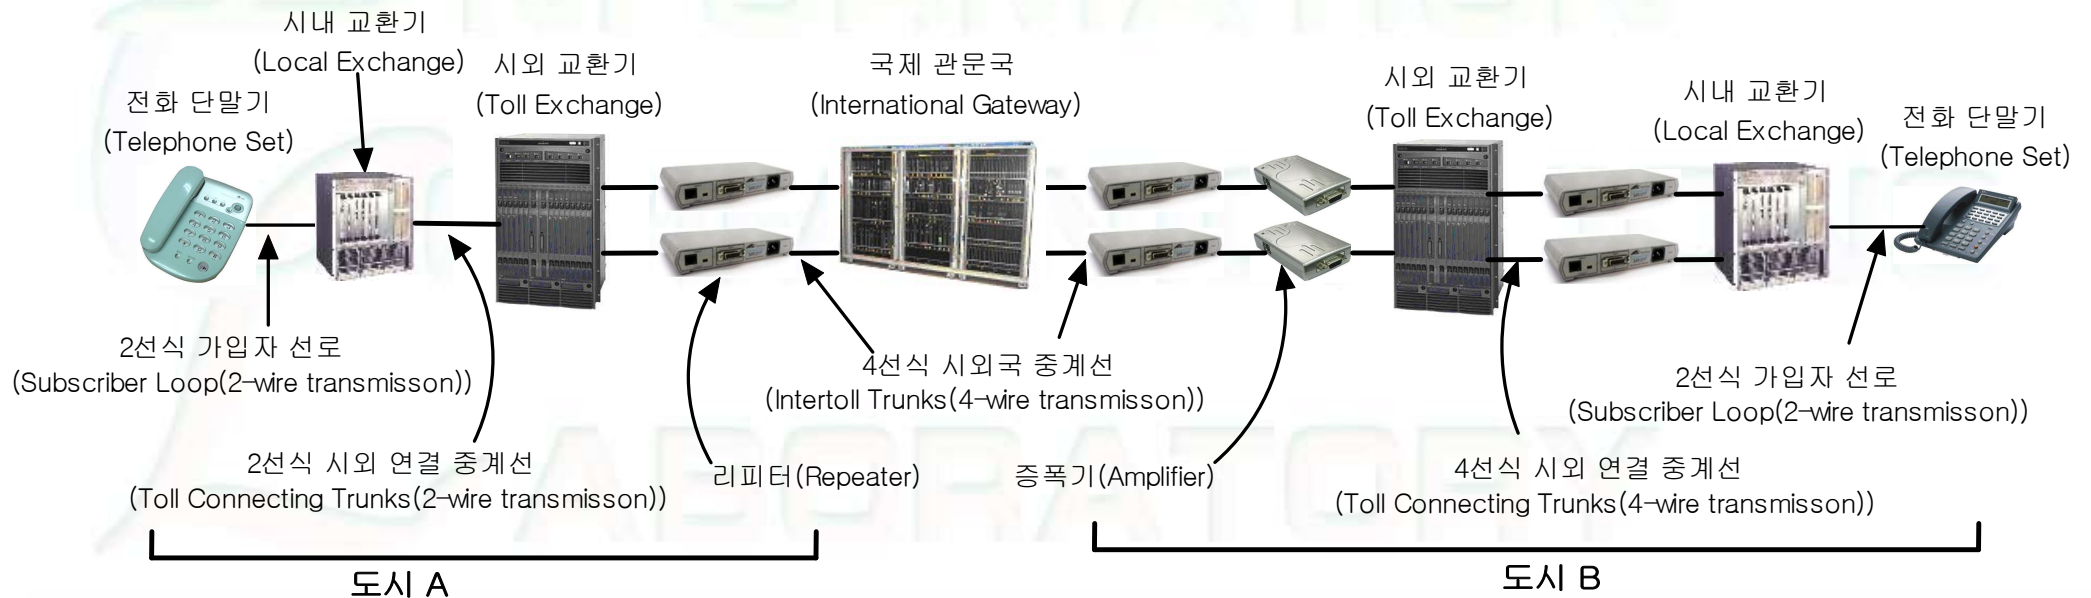 시내 교환기
(Local Exchange)
시외 교환기
(Toll Exchange)
국제 관문국
(International Gateway)
시외 교환기
(Toll Exchange)
시내 교환기
(Local Exchange)
전화 단말기
(Telephone Set)
전화 단말기
(Telephone Set)
2선식 가입자 선로
(Subscriber Loop(2-wire transmisson))
4선식 시외국 중계선
(Intertoll Trunks(4-wire transmisson))
2선식 가입자 선로
(Subscriber Loop(2-wire transmisson))
2선식 시외 연결 중계선
(Toll Connecting Trunks(2-wire transmisson))
리피터(Repeater)
증폭기(Amplifier)
4선식 시외 연결 중계선
(Toll Connecting Trunks(4-wire transmisson))
도시 A
도시 B